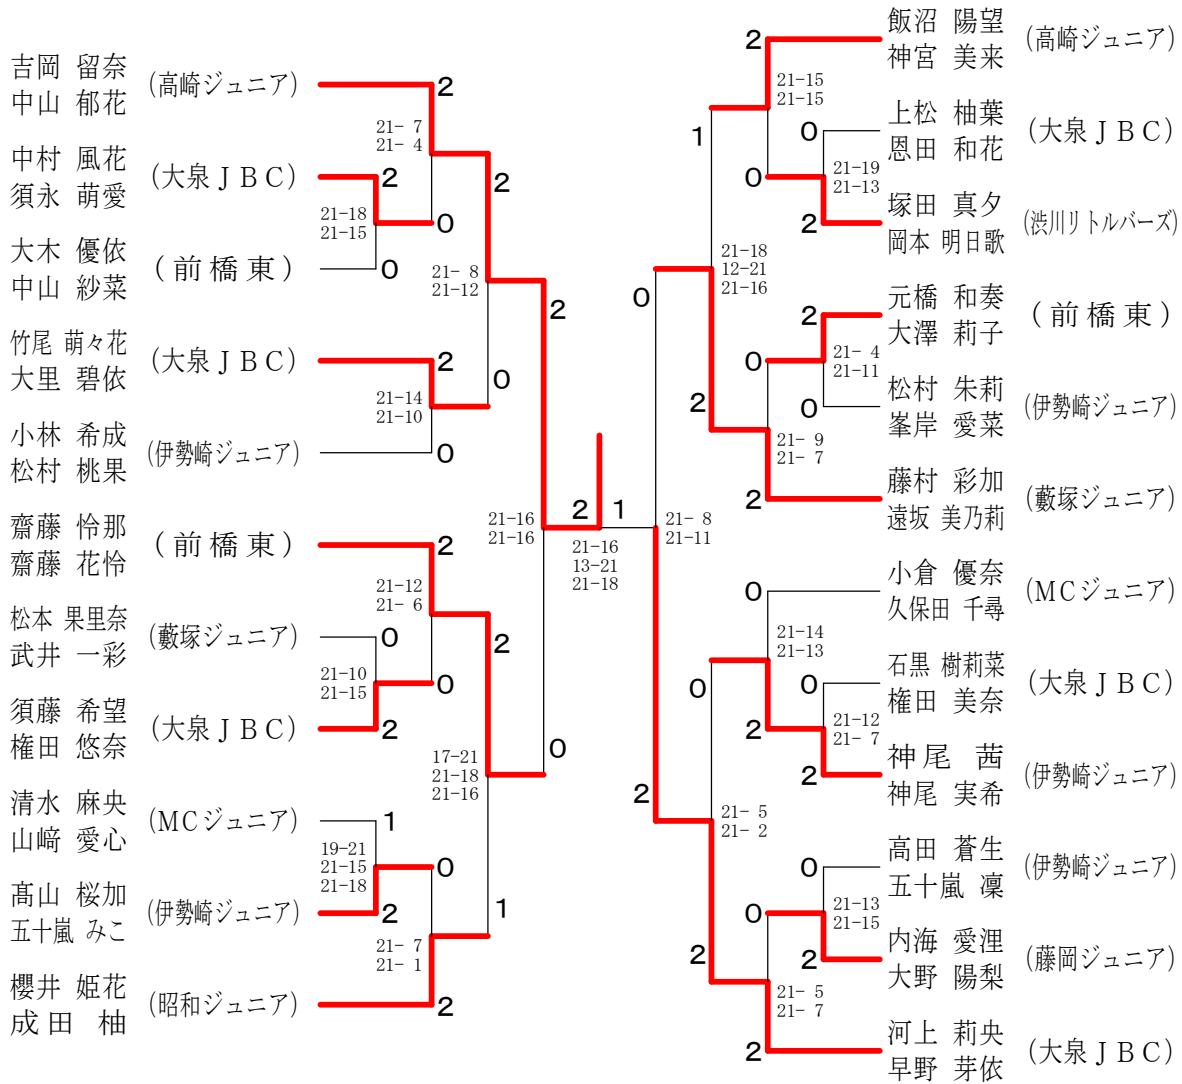 吉岡 留奈
中山 郁花
(高崎ジュニア)
2
21- 7
21- 4
中村 風花
須永 萌愛
(大泉ＪＢＣ)
2
21-18
21-15
0
大木 優依
中山 紗菜
(前橋東)
0
2
21- 8
21-12
竹尾 萌々花
大里 碧依
(大泉ＪＢＣ)
2
21-14
21-10
0
小林 希成
松村 桃果
(伊勢崎ジュニア)
0
2
21-16
21-16
齋藤 怜那
齋藤 花怜
(前橋東)
2
21-12
21- 6
松本 果里奈
武井 一彩
(藪塚ジュニア)
0
21-10
21-15
0
須藤 希望
権田 悠奈
(大泉ＪＢＣ)
2
2
17-21
21-18
21-16
0
清水 麻央
山﨑 愛心
(MCジュニア)
1
19-21
21-15
21-18
0
髙山 桜加
五十嵐 みこ
(伊勢崎ジュニア)
2
21- 7
21- 1
1
櫻井 姫花
成田 柚
(昭和ジュニア)
2
2
1
21-16
13-21
21-18
飯沼 陽望
神宮 美来
(高崎ジュニア)
2
21-15
21-15
上松 柚葉
恩田 和花
(大泉ＪＢＣ)
0
21-19
21-13
0
塚田 真夕
岡本 明日歌
(渋川リトルバーズ)
2
1
21-18
12-21
21-16
0
元橋 和奏
大澤 莉子
(前橋東)
2
21- 4
21-11
0
松村 朱莉
峯岸 愛菜
(伊勢崎ジュニア)
0
2
21- 9
21- 7
藤村 彩加
遠坂 美乃莉
(藪塚ジュニア)
2
21- 8
21-11
小倉 優奈
久保田 千尋
(MCジュニア)
0
21-14
21-13
石黒 樹莉菜
権田 美奈
(大泉ＪＢＣ)
0
21-12
21- 7
2
神尾 茜
神尾 実希
(伊勢崎ジュニア)
2
0
2
21- 5
21- 2
高田 蒼生
五十嵐 凜
(伊勢崎ジュニア)
0
21-13
21-15
0
内海 愛浬
大野 陽梨
(藤岡ジュニア)
2
2
21- 5
21- 7
河上 莉央
早野 芽依
(大泉ＪＢＣ)
2